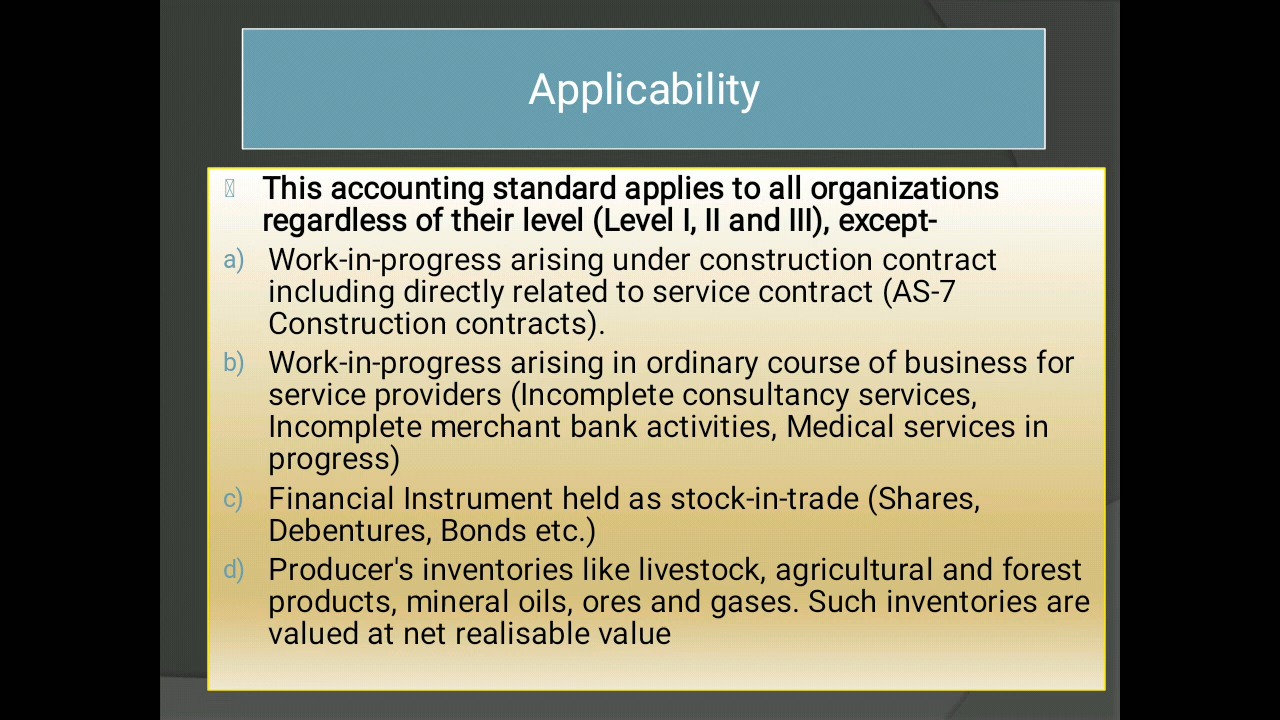 Applicability
This accounting standard applies to all organizations
regardless of their level (Level I, II and III), except-
a) Work-in-progress arising under construction contract
including directly related to service contract (AS-7
Construction contracts).
b) Work-in-progress arising in ordinary course of business for
service providers (Incomplete consultancy services,
Incomplete merchant bank activities, Medical services in
progress)
c) Financial Instrument held as stock-in-trade (Shares,
Debentures, Bonds etc.)
d) Producer's inventories like livestock, agricultural and forest
products, mineral oils, ores and gases. Such inventories are
valued at net realisable value